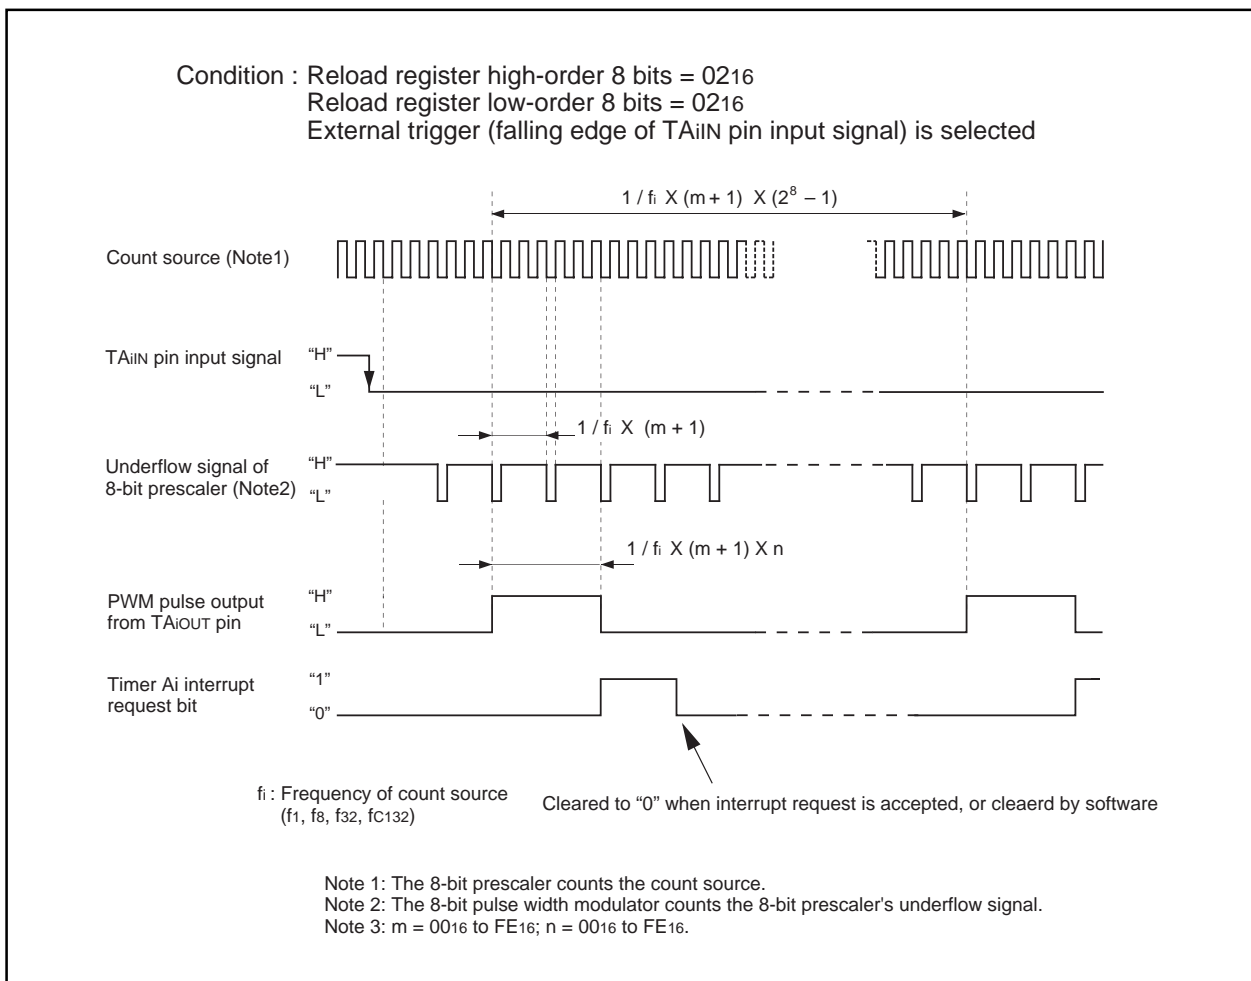 Condition : Reload register high-order 8 bits = 0216
Reload register low-order 8 bits = 0216
External trigger (falling edge of TAiIN pin input signal) is selected
1 / fi X (m + 1) X (2^8 – 1)
Count source (Note1)
TAiIN pin input signal
“H”
“L”
1 / fi X (m + 1)
Underflow signal of
8-bit prescaler (Note2)
“H”
“L”
1 / fi X (m + 1) X n
PWM pulse output
from TAiOUT pin
“H”
“L”
Timer Ai interrupt
request bit
“1”
“0”
fi : Frequency of count source
(f1, f8, f32, fC132)
Cleared to “0” when interrupt request is accepted, or cleaerd by software
Note 1: The 8-bit prescaler counts the count source.
Note 2: The 8-bit pulse width modulator counts the 8-bit prescaler's underflow signal.
Note 3: m = 0016 to FE16; n = 0016 to FE16.